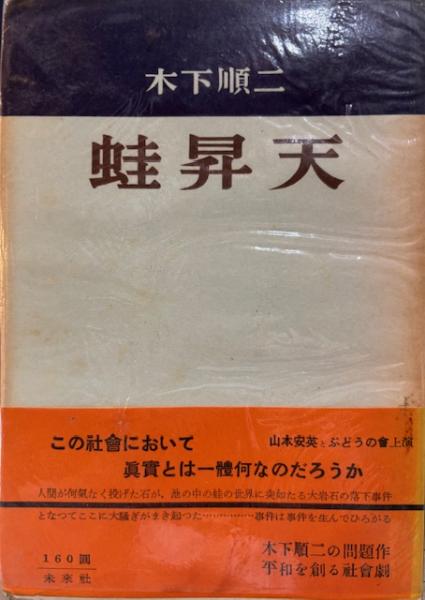 木下順二
蛙昇天
この社會において
眞實とは一體何なのだろうか
山本安英とぶどうの會上演
人間が何氣なく投げた石が、池の中の蛙の世界に突如たる大岩石の落下事件
となつてここに大騒ぎがまき起つた……………事件は事件を生んでひろがる
160圓
未來社
木下順二の問題作
平和を創る社會劇